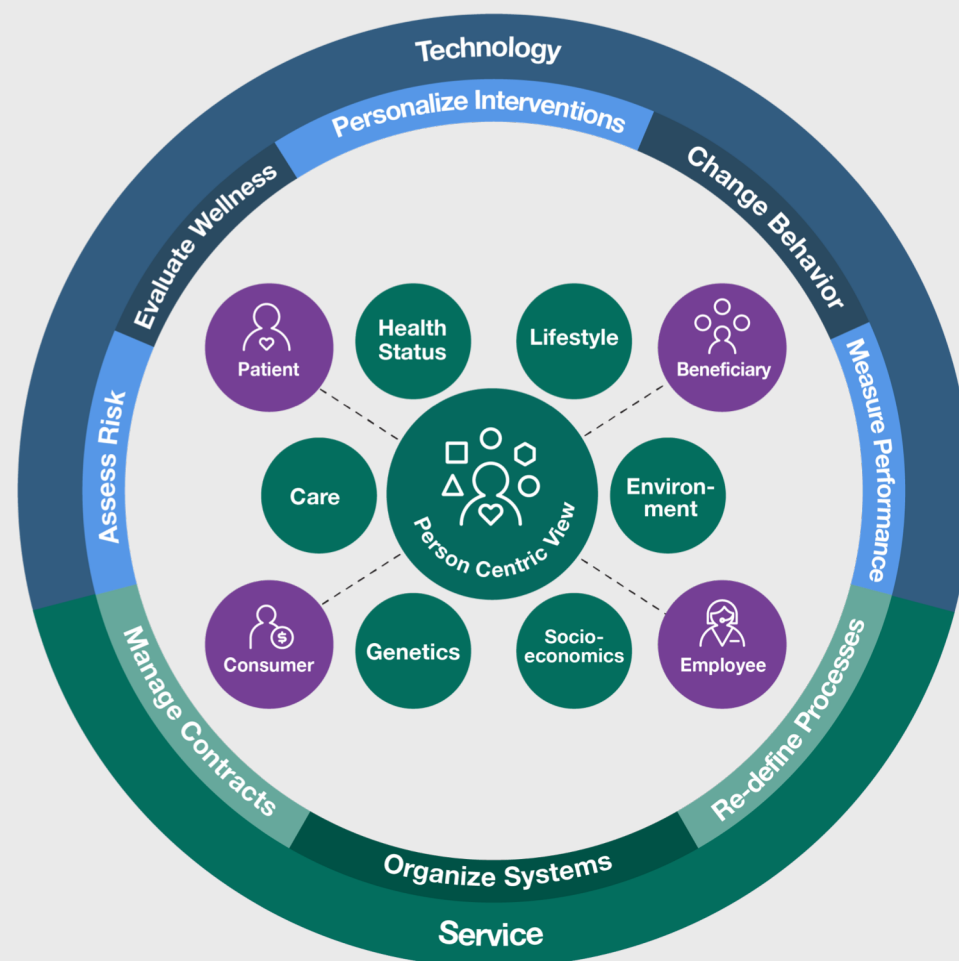 Technology
Personalize Interventions
Evaluate Wellness
Change Behavior
Assess Risk
Measure Performance
Patient
Health
Status
Lifestyle
Beneficiary
Care
Person Centric View
Environ-
ment
Consumer
$
Genetics
Socio-
economics
Employee
Manage Contracts
Re-define Processes
Organize Systems
Service